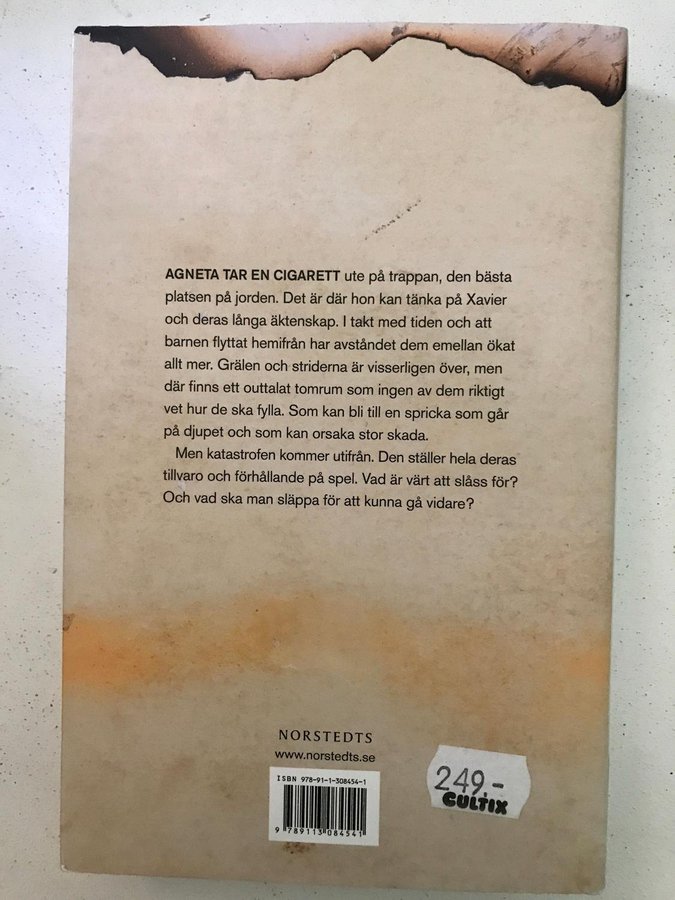 AGNETA TAR EN CIGARETT ute på trappan, den bästa
platsen på jorden. Det är där hon kan tänka på Xavier
och deras långa äktenskap. I takt med tiden och att
barnen flyttat hemifrån har avståndet dem emellan ökat
allt mer. Grälen och striderna är visserligen över, men
där finns ett outtalat tomrum som ingen av dem riktigt
vet hur de ska fylla. Som kan bli till en spricka som går
på djupet och som kan orsaka stor skada.
Men katastrofen kommer utifrån. Den ställer hela deras
tillvaro och förhållande på spel. Vad är värt att slåss för?
Och vad ska man släppa för att kunna gå vidare?
NORSTEDTS
www.norstedts.se
ISBN 978-91-1-308454-1
9 789113 084541
249.-
CULTIX